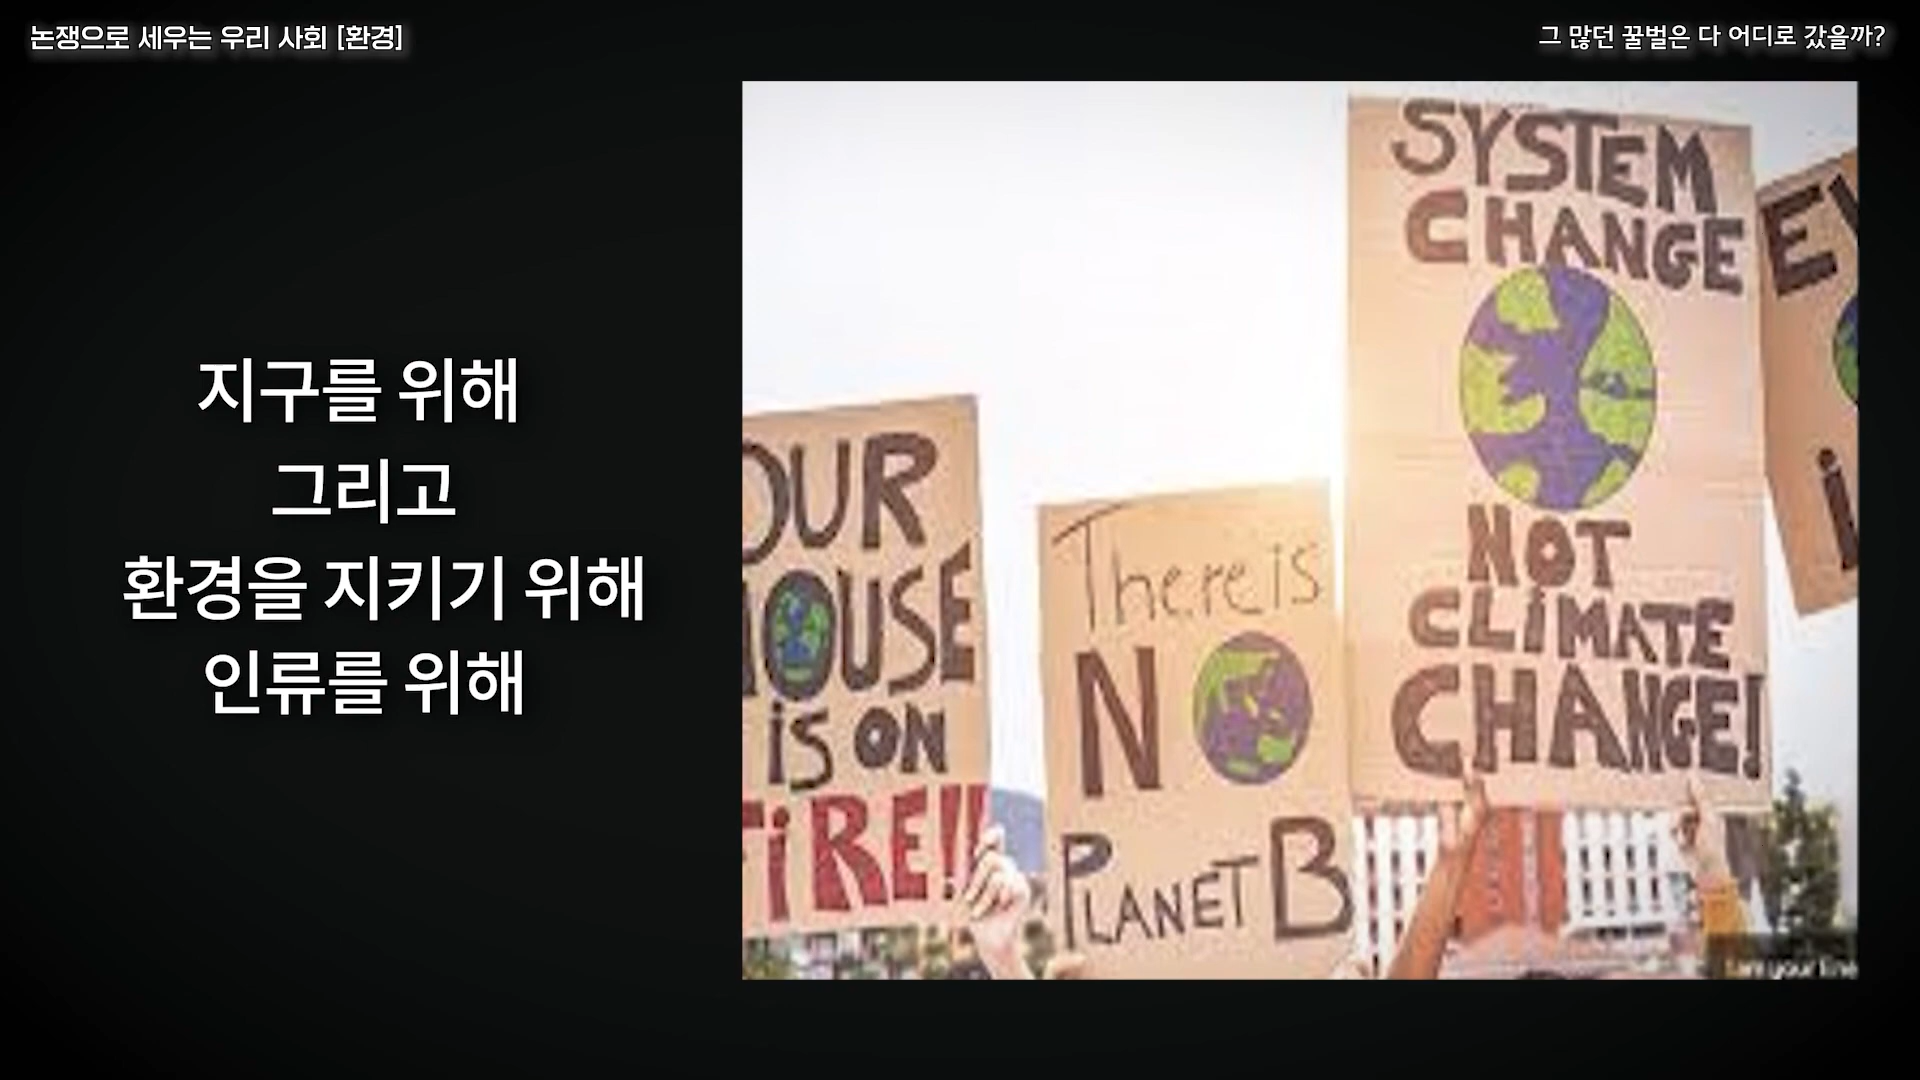 논쟁으로 세우는 우리 사회 [환경]
그 많던 꿀벌은 다 어디로 갔을까?
지구를 위해
그리고
환경을 지키기 위해
인류를 위해
OUR
HOUSE
is ON
FiRE!!
There is
NO
PLANET B
SYSTEM
CHANGE
NOT
CLiMATE
CHANGE!